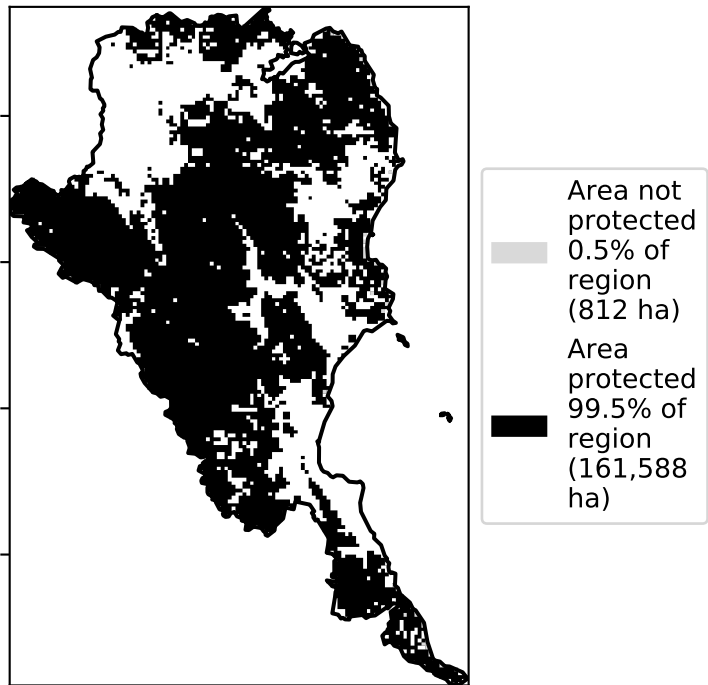 Area not
protected
0.5% of
region
(812 ha)
Area
protected
99.5% of
region
(161,588
ha)